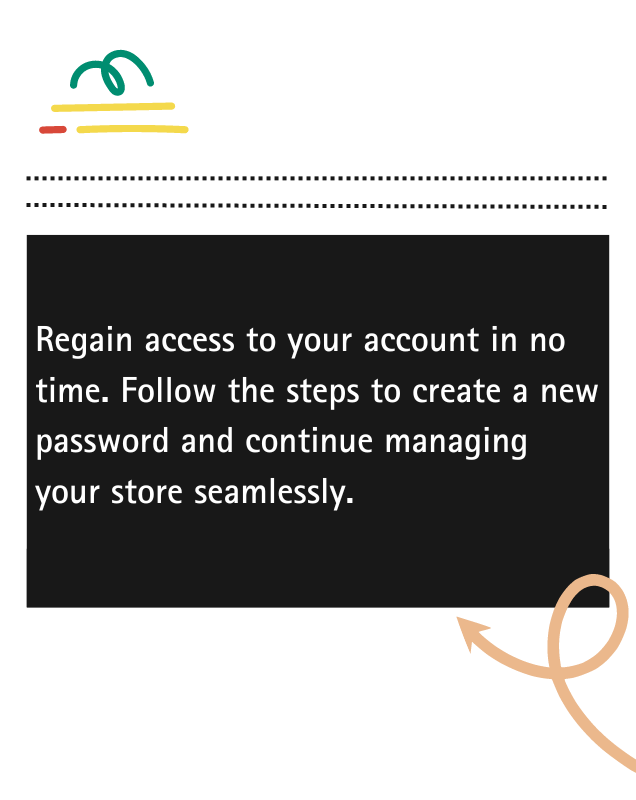 Regain access to your account in no
time. Follow the steps to create a new
password and continue managing
your store seamlessly.